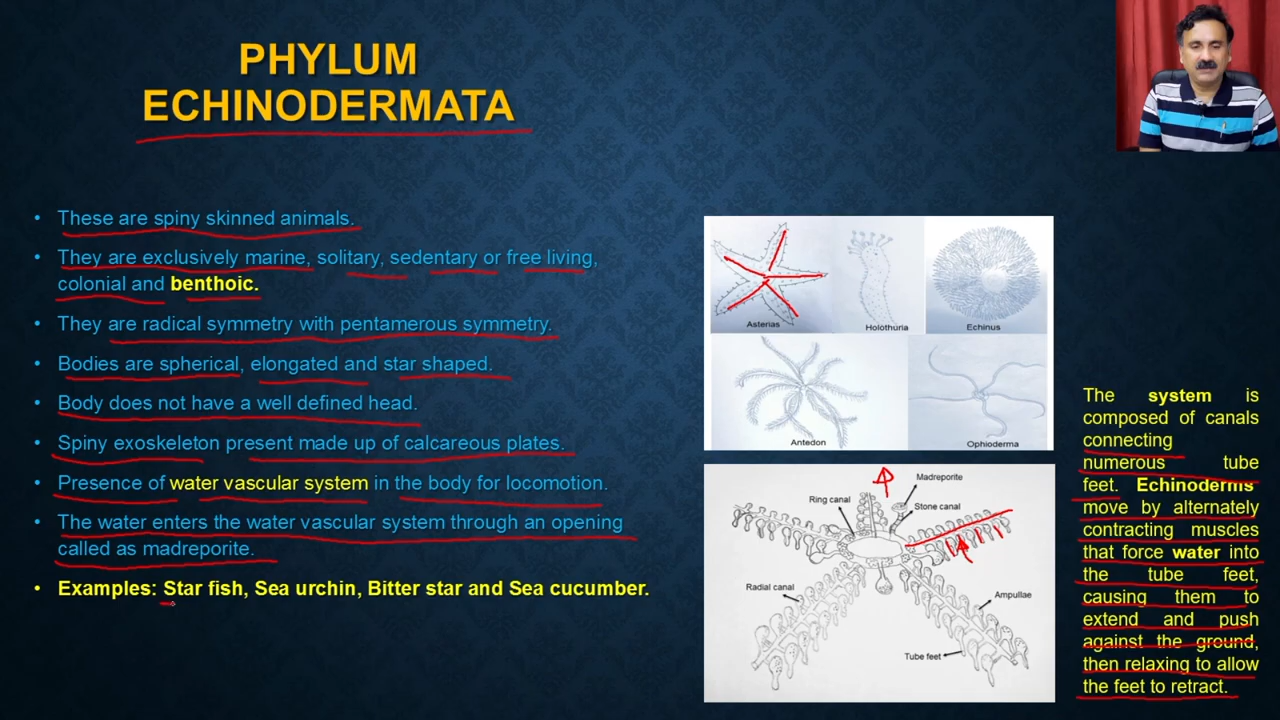 PHYLUM
ECHINODERMATA
• These are spiny skinned animals.
• They are exclusively marine, solitary, sedentary or free living,
colonial and benthoic.
• They are radical symmetry with pentamerous symmetry.
• Bodies are spherical, elongated and star shaped.
• Body does not have a well defined head.
• Spiny exoskeleton present made up of calcareous plates.
• Presence of water vascular system in the body for locomotion.
• The water enters the water vascular system through an opening
called as madreporite.
• Examples: Star fish, Sea urchin, Bitter star and Sea cucumber.
Asterias
Holothuria
Echinus
Antedon
Ophioderma
Madreporite
Ring canal
Stone canal
Radial canal
Ampullae
Tube feet
The system is
composed of canals
connecting
numerous tube
feet. Echinoderms
move by alternately
contracting muscles
that force water into
the tube feet,
causing them to
extend and push
against the ground,
then relaxing to allow
the feet to retract.